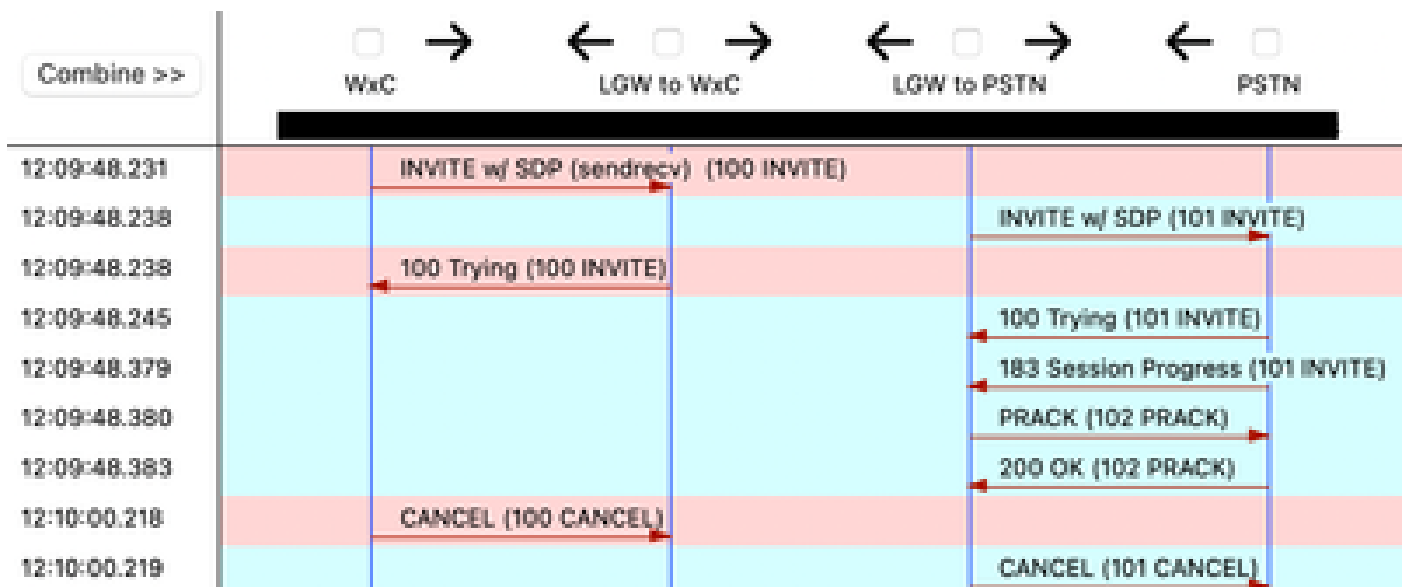 Combine >>
WxC LGW to WxC LGW to PSTN PSTN
12:09:48.231 INVITE w/ SDP (sendrecv) (100 INVITE)
12:09:48.238 INVITE w/ SDP (101 INVITE)
12:09:48.238 100 Trying (100 INVITE)
12:09:48.245 100 Trying (101 INVITE)
12:09:48.379 183 Session Progress (101 INVITE)
12:09:48.380 PRACK (102 PRACK)
12:09:48.383 200 OK (102 PRACK)
12:10:00.218 CANCEL (100 CANCEL)
12:10:00.219 CANCEL (101 CANCEL)